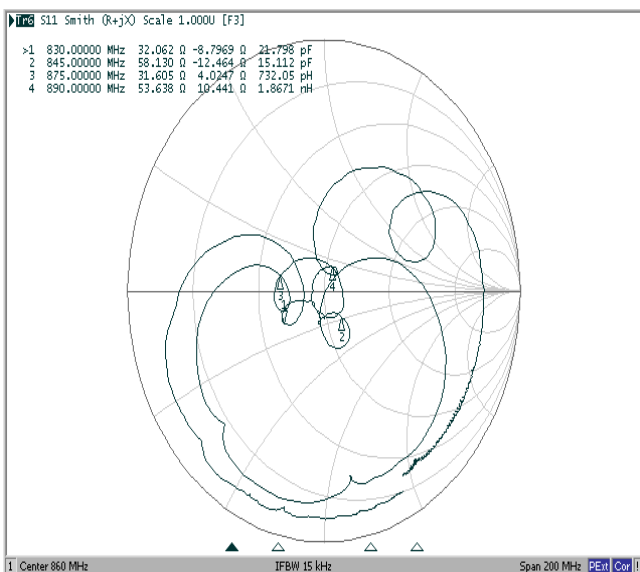 Tr6 S11 Smith (R+jX) Scale 1.000U [F3]
>1 830.00000 MHz 32.062 Ω -8.7969 Ω 21.798 pF
2 845.00000 MHz 58.130 Ω -12.464 Ω 15.112 pF
3 875.00000 MHz 31.605 Ω 4.0247 Ω 732.05 pH
4 890.00000 MHz 53.638 Ω 10.441 Ω 1.8671 nH
4
3
1
2
1 Center 860 MHz IFBW 15 kHz Span 200 MHz PExt Cor